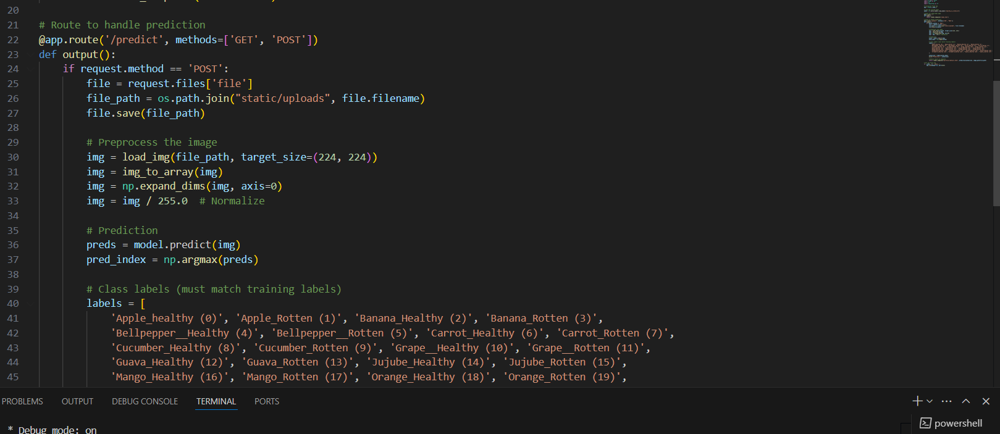 20
21 # Route to handle prediction
22 @app.route('/predict', methods=['GET', 'POST'])
23 def output():
24 if request.method == 'POST':
25 file = request.files['file']
26 file_path = os.path.join("static/uploads", file.filename)
27 file.save(file_path)
28
29 # Preprocess the image
30 img = load_img(file_path, target_size=(224, 224))
31 img = img_to_array(img)
32 img = np.expand_dims(img, axis=0)
33 img = img / 255.0  # Normalize
34
35 # Prediction
36 preds = model.predict(img)
37 pred_index = np.argmax(preds)
38
39 # Class labels (must match training labels)
40 labels = [
41 'Apple_healthy (0)', 'Apple_Rotten (1)', 'Banana_Healthy (2)', 'Banana_Rotten (3)',
42 'Bellpepper__Healthy (4)', 'Bellpepper__Rotten (5)', 'Carrot_Healthy (6)', 'Carrot_Rotten (7)',
43 'Cucumber_Healthy (8)', 'Cucumber_Rotten (9)', 'Grape__Healthy (10)', 'Grape__Rotten (11)',
44 'Guava_Healthy (12)', 'Guava_Rotten (13)', 'Jujube_Healthy (14)', 'Jujube_Rotten (15)',
45 'Mango_Healthy (16)', 'Mango_Rotten (17)', 'Orange_Healthy (18)', 'Orange_Rotten (19)',
PROBLEMS OUTPUT DEBUG CONSOLE TERMINAL PORTS
* Debug mode: on
powershell